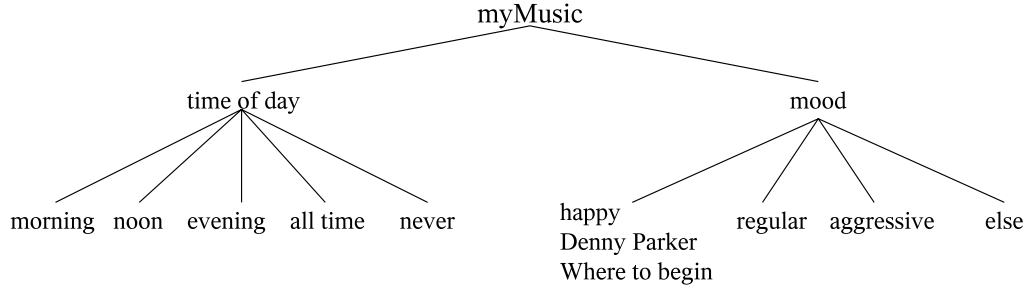 myMusic
time of day
mood
morning
noon
evening
all time
never
happy
Denny Parker
Where to begin
regular
aggressive
else